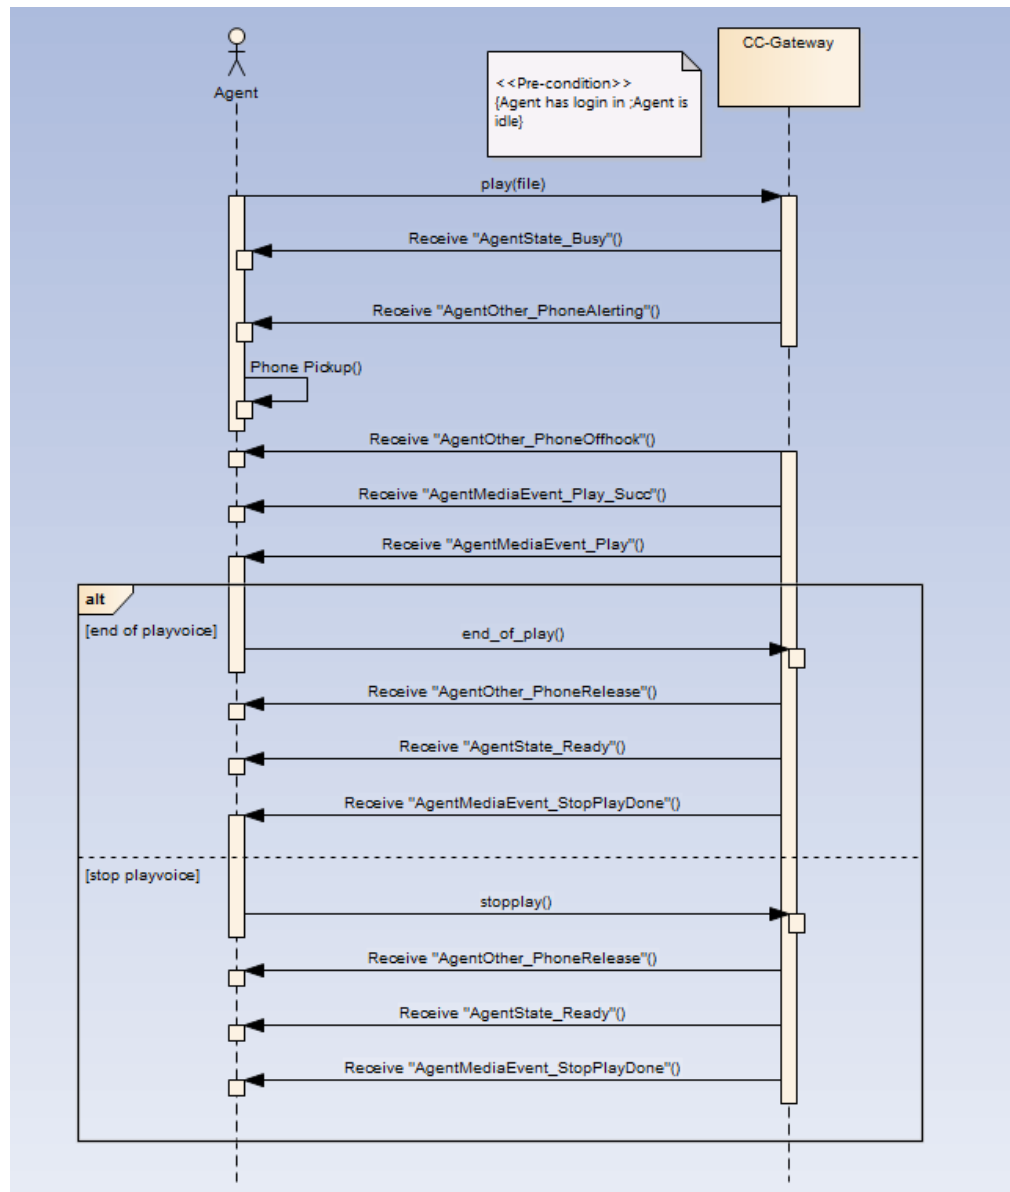 Agent
CC-Gateway
<<Pre-condition>>
{Agent has login in ;Agent is
idle}
play(file)
Receive "AgentState_Busy"()
Receive "AgentOther_PhoneAlerting"()
Phone Pickup()
Receive "AgentOther_PhoneOffhook"()
Receive "AgentMediaEvent_Play_Succ"()
Receive "AgentMediaEvent_Play"()
alt
[end of playvoice]
end_of_play()
Receive "AgentOther_PhoneRelease"()
Receive "AgentState_Ready"()
Receive "AgentMediaEvent_StopPlayDone"()
[stop playvoice]
stopplay()
Receive "AgentOther_PhoneRelease"()
Receive "AgentState_Ready"()
Receive "AgentMediaEvent_StopPlayDone"()